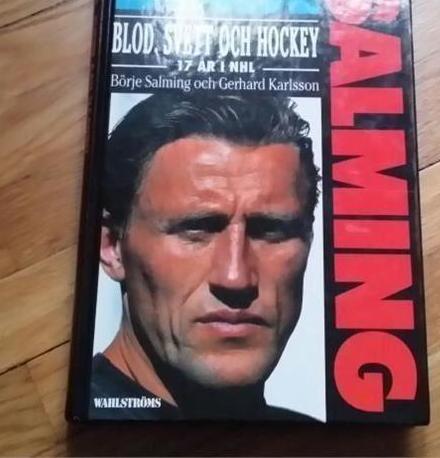 BLOD, SVETT OCH HOCKEY
17 ÅR I NHL
Börje Salming och Gerhard Karlsson
SALMING
WAHLSTRÖMS